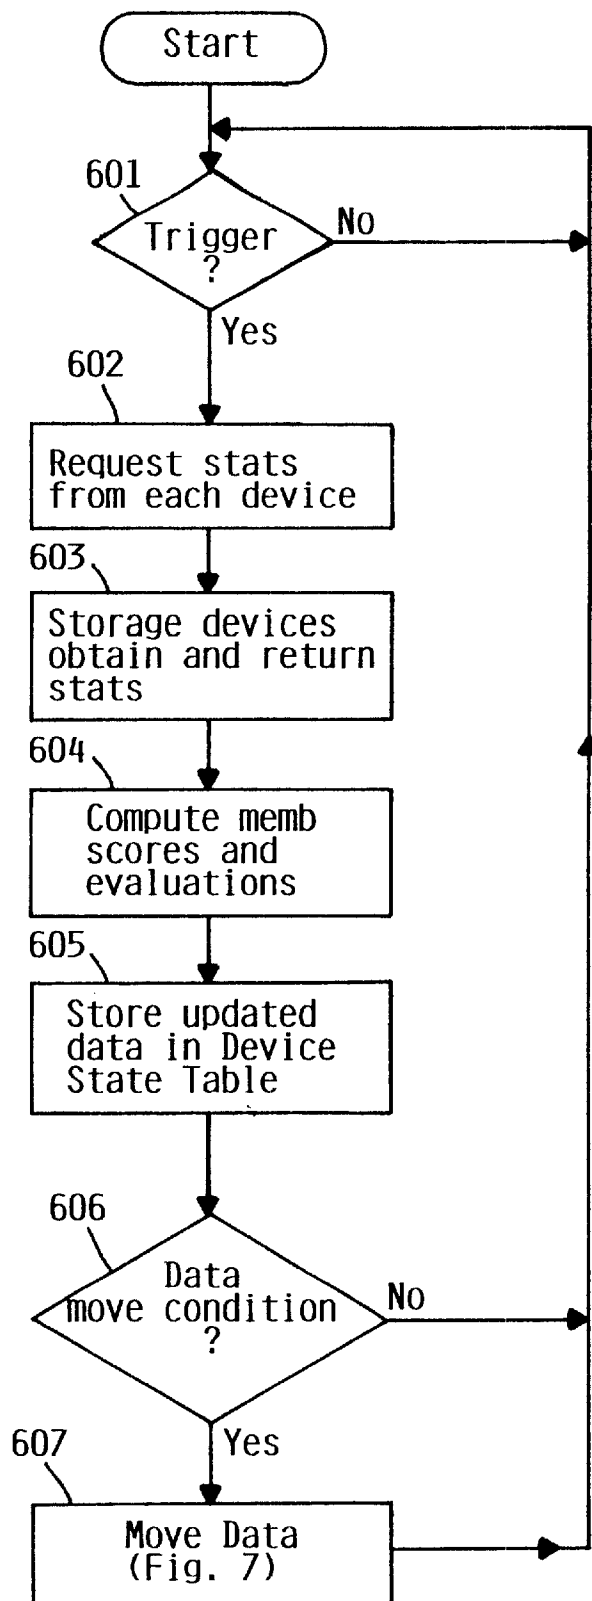 Start
601
Trigger
?
No
Yes
602
Request stats
from each device
603
Storage devices
obtain and return
stats
604
Compute memb
scores and
evaluations
605
Store updated
data in Device
State Table
606
Data
move condition
?
No
Yes
607
Move Data
(Fig. 7)